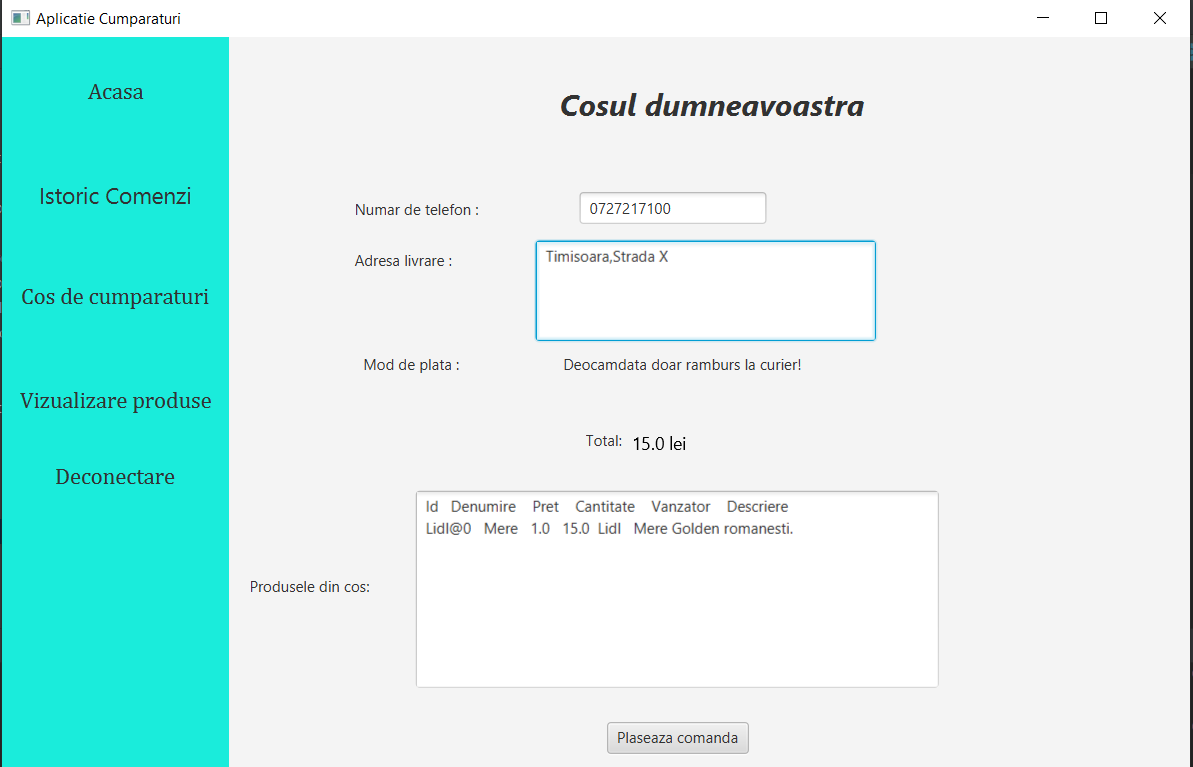 Aplicatie Cumparaturi
Acasa
Istoric Comenzi
Cos de cumparaturi
Vizualizare produse
Deconectare
Cosul dumneavoastra
Numar de telefon : 0727217100
Adresa livrare : Timisoara,Strada X
Mod de plata : Deocamdata doar ramburs la curier!
Total: 15.0 lei
Produsele din cos:
Id Denumire Pret Cantitate Vanzator Descriere
Lidl@0 Mere 1.0 15.0 Lidl Mere Golden romanesti.
Plaseaza comanda